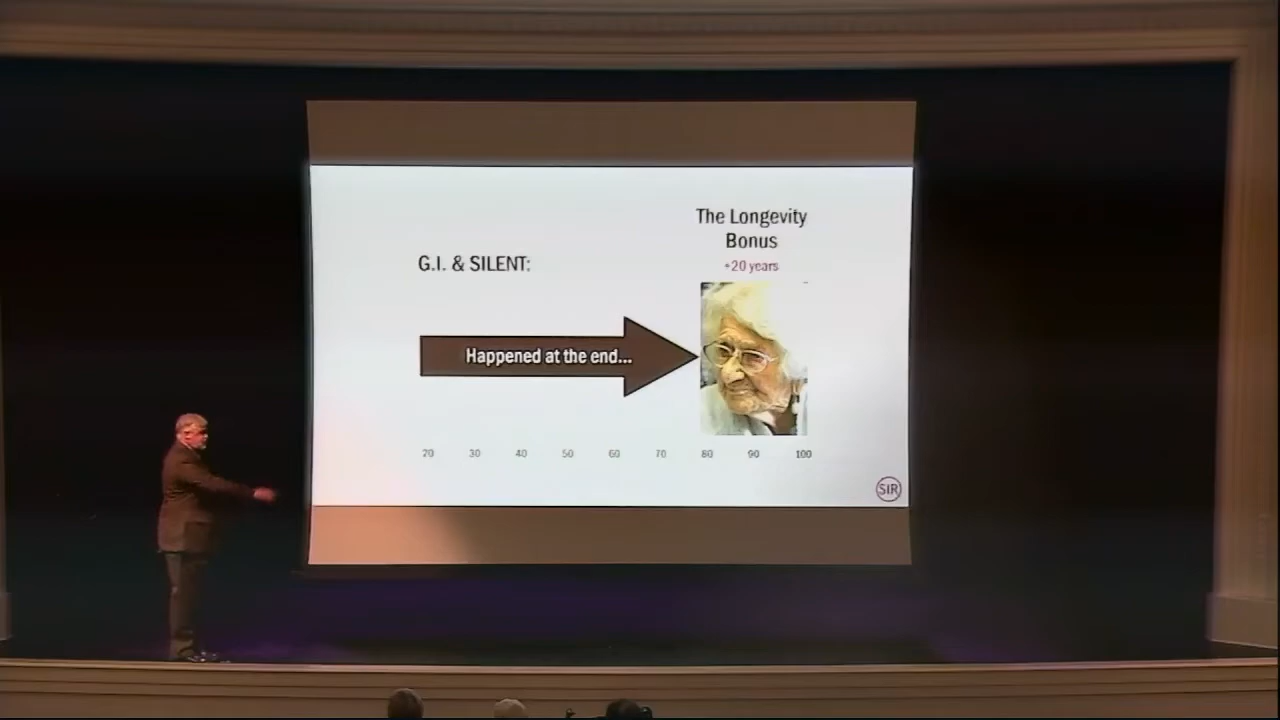 The Longevity
Bonus
+20 years
G.I. & SILENT:
Happened at the end...
20 30 40 50 60 70 80 90 100
SIR